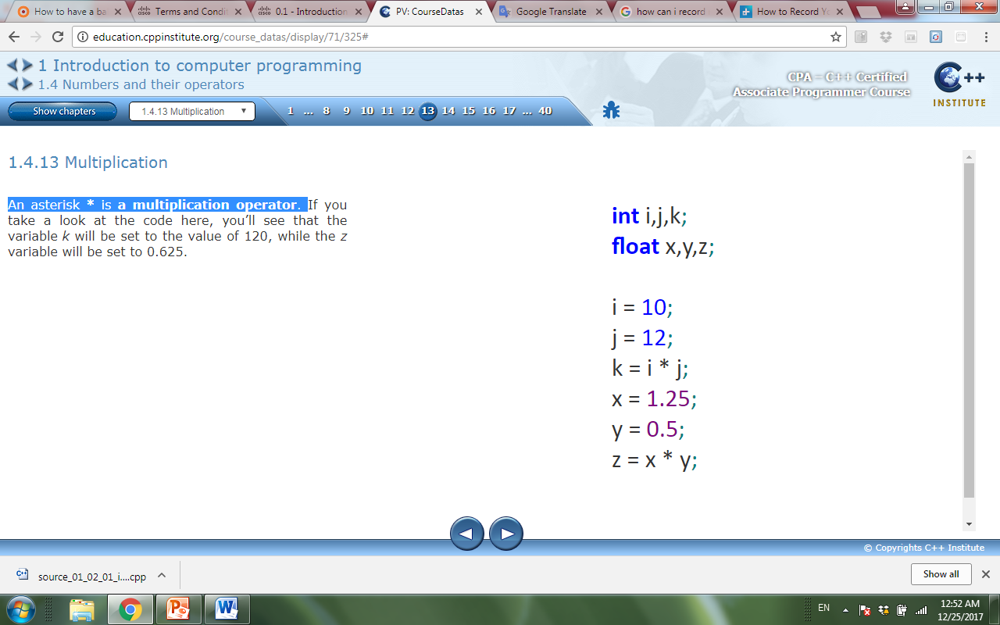 How to have a ba
Terms and Condi
0.1 - Introduction
PV: CourseDatas
Google Translate
how can i record
How to Record Yo
education.cppinstitute.org/course_datas/display/71/325#
1 Introduction to computer programming
1.4 Numbers and their operators
CPA – C++ Certified
Associate Programmer Course
C++
INSTITUTE
Show chapters
1.4.13 Multiplication
1 ... 8 9 10 11 12 13 14 15 16 17 ... 40
1.4.13 Multiplication
An asterisk * is a multiplication operator. If you
take a look at the code here, you’ll see that the
variable k will be set to the value of 120, while the z
variable will be set to 0.625.
int i,j,k;
float x,y,z;
i = 10;
j = 12;
k = i * j;
x = 1.25;
y = 0.5;
z = x * y;
© Copyrights C++ Institute
source_01_02_01_i....cpp
Show all
EN
12:52 AM
12/25/2017